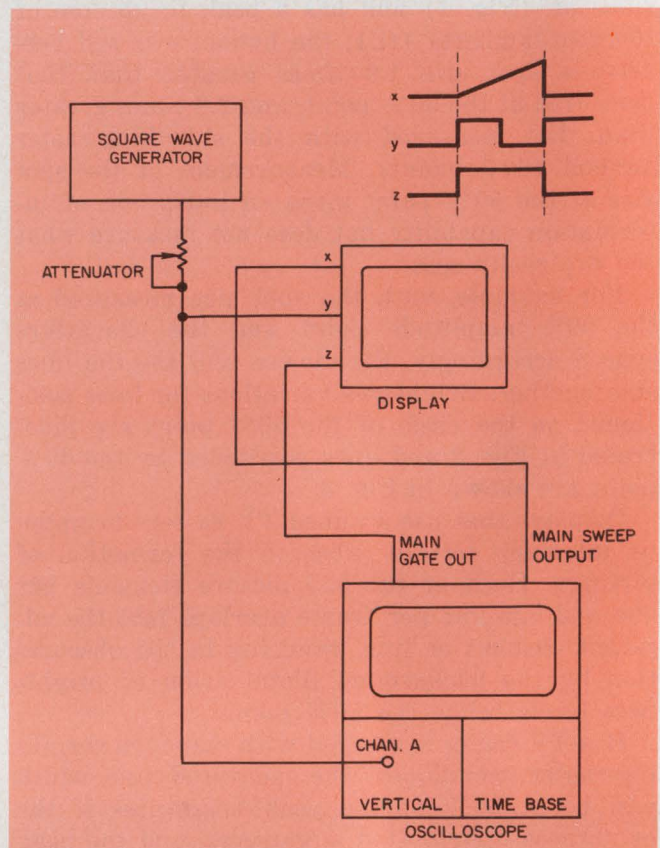 SQUARE WAVE
GENERATOR
x
y
z
ATTENUATOR
x
y
z
DISPLAY
MAIN
GATE OUT
MAIN SWEEP
OUTPUT
CHAN. A
VERTICAL
TIME BASE
OSCILLOSCOPE